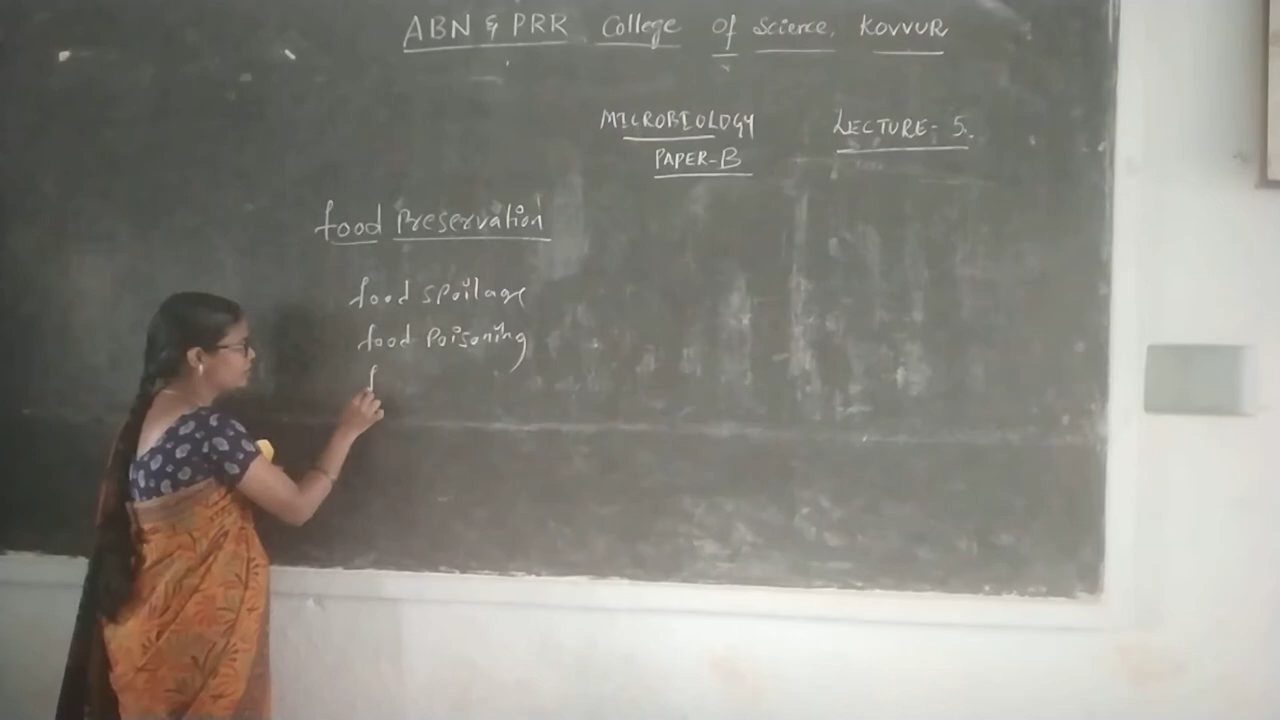 ABN & PRR College of Science, KOVVUR
MICROBIOLOGY LECTURE- 5.
PAPER-B
food Preservation
food spoilage
food Poisoning
f